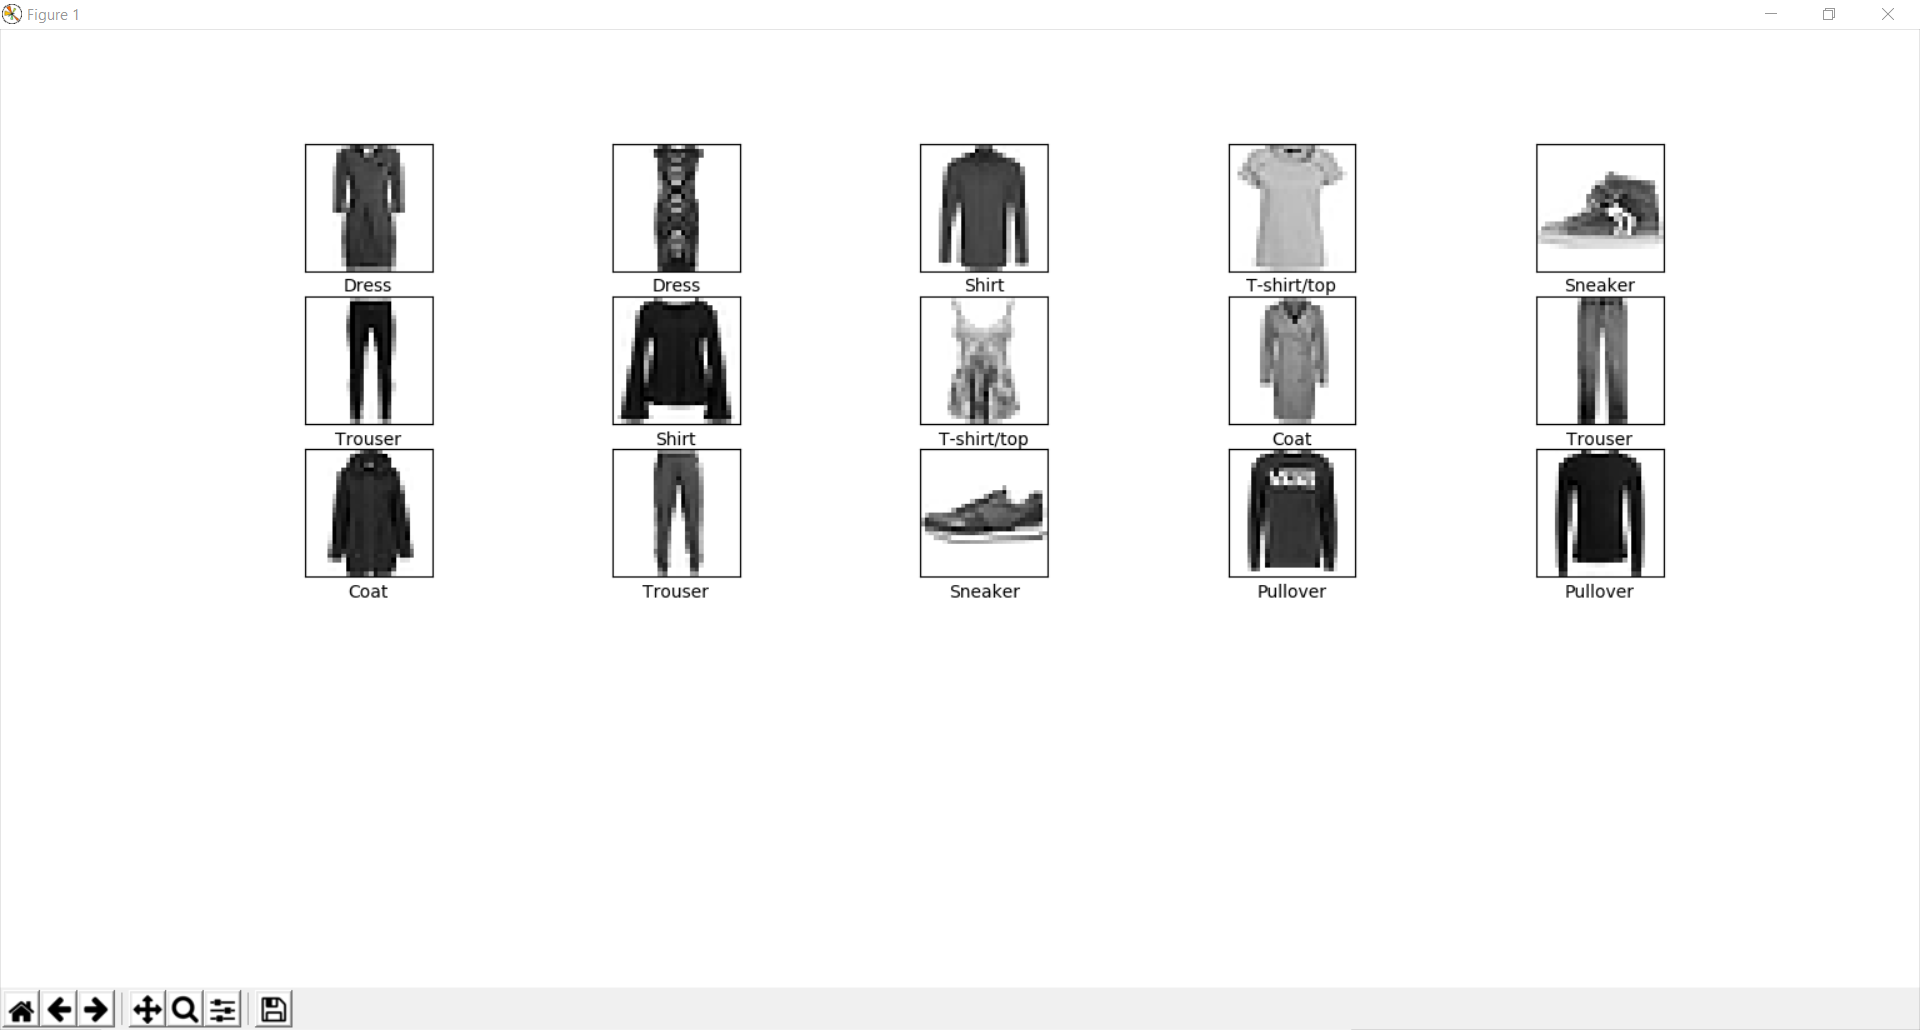 Figure 1
Dress Dress Shirt T-shirt/top Sneaker
Trouser Shirt T-shirt/top Coat Trouser
Coat Trouser Sneaker Pullover Pullover